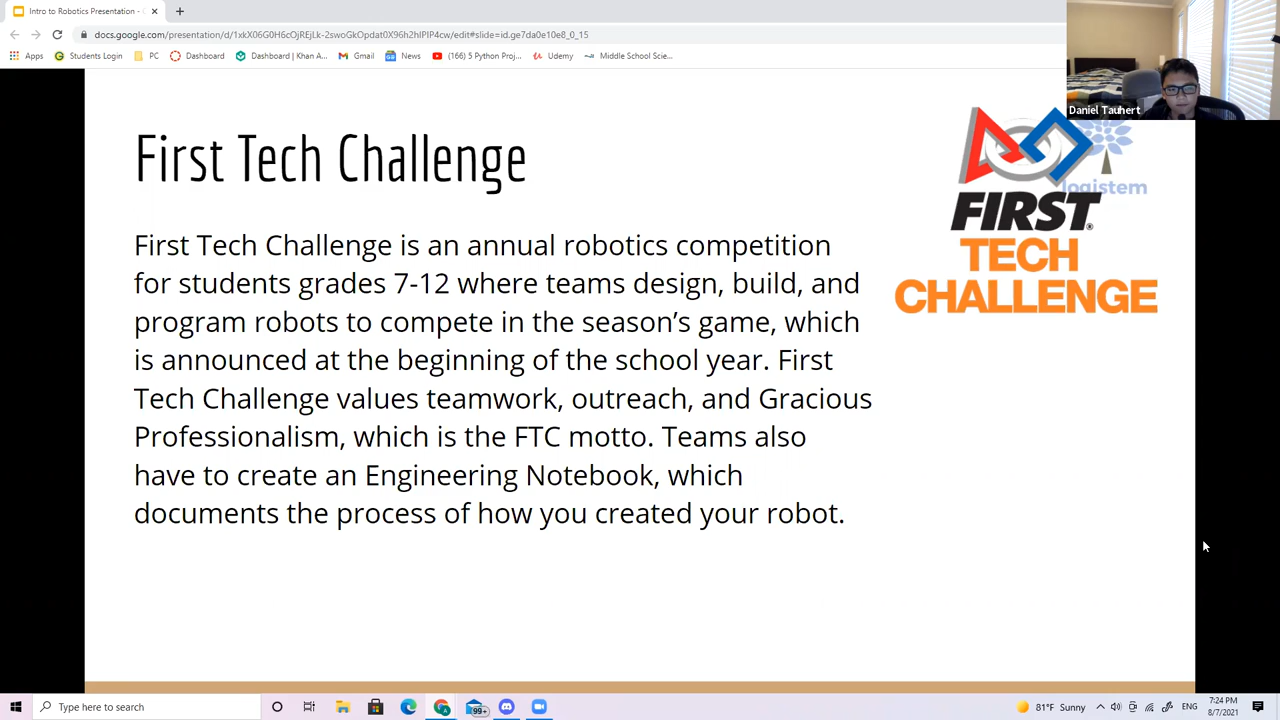 Intro to Robotics Presentation - G
docs.google.com/presentation/d/1xkX06G0H6cOjREjLk-2swoGkOpdat0X96h2hIPIP4cw/edit#slide=id.ge7da0e10e8_0_15
Apps Students Login PC Dashboard Dashboard | Khan A... Gmail News (166) 5 Python Proj... Udemy Middle School Scie...
Daniel Tauhert
First Tech Challenge
logistem
FIRST®
TECH
CHALLENGE
First Tech Challenge is an annual robotics competition
for students grades 7-12 where teams design, build, and
program robots to compete in the season’s game, which
is announced at the beginning of the school year. First
Tech Challenge values teamwork, outreach, and Gracious
Professionalism, which is the FTC motto. Teams also
have to create an Engineering Notebook, which
documents the process of how you created your robot.
Type here to search
99+
81°F Sunny
ENG
7:24 PM
8/7/2021